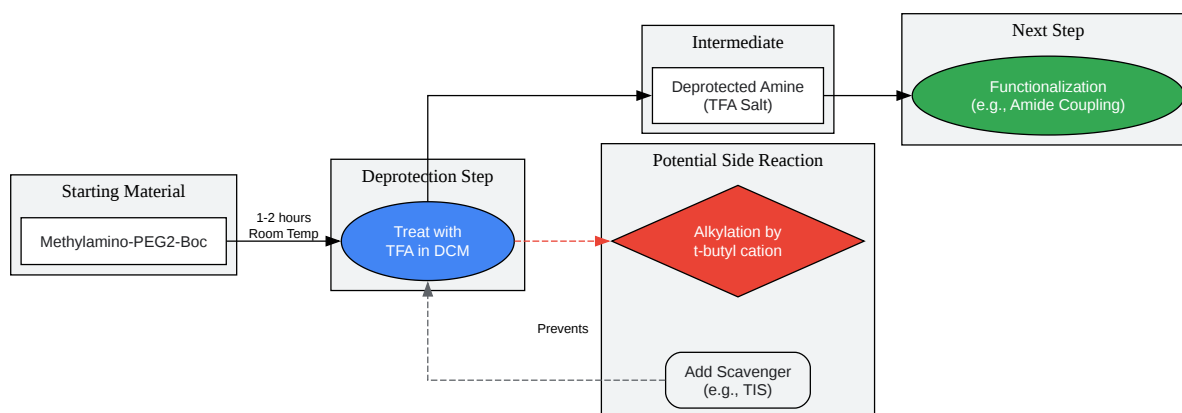 Starting Material
Methylamino-PEG2-Boc
1-2 hours
Room Temp
Deprotection Step
Treat with
TFA in DCM
Intermediate
Deprotected Amine
(TFA Salt)
Next Step
Functionalization
(e.g., Amide Coupling)
Potential Side Reaction
Alkylation by
t-butyl cation
Prevents
Add Scavenger
(e.g., TIS)